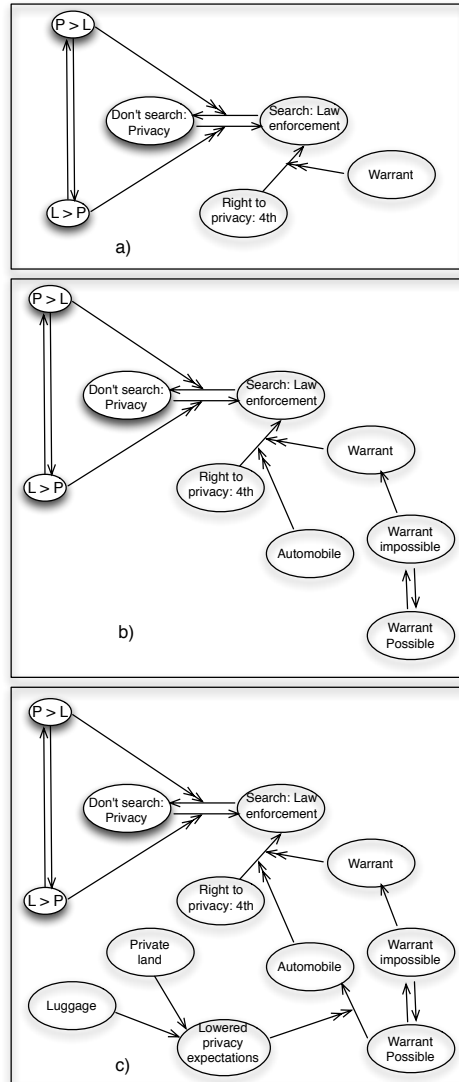 P > L
Don't search:
Privacy
Search: Law
enforcement
Warrant
Right to
privacy: 4th
L > P
a)
P > L
Don't search:
Privacy
Search: Law
enforcement
Warrant
L > P
Right to
privacy: 4th
Automobile
Warrant
impossible
b)
Warrant
Possible
P > L
Don't search:
Privacy
Search: Law
enforcement
Warrant
L > P
Right to
privacy: 4th
Private
land
Automobile
Warrant
impossible
Luggage
Lowered
privacy
expectations
Warrant
Possible
c)